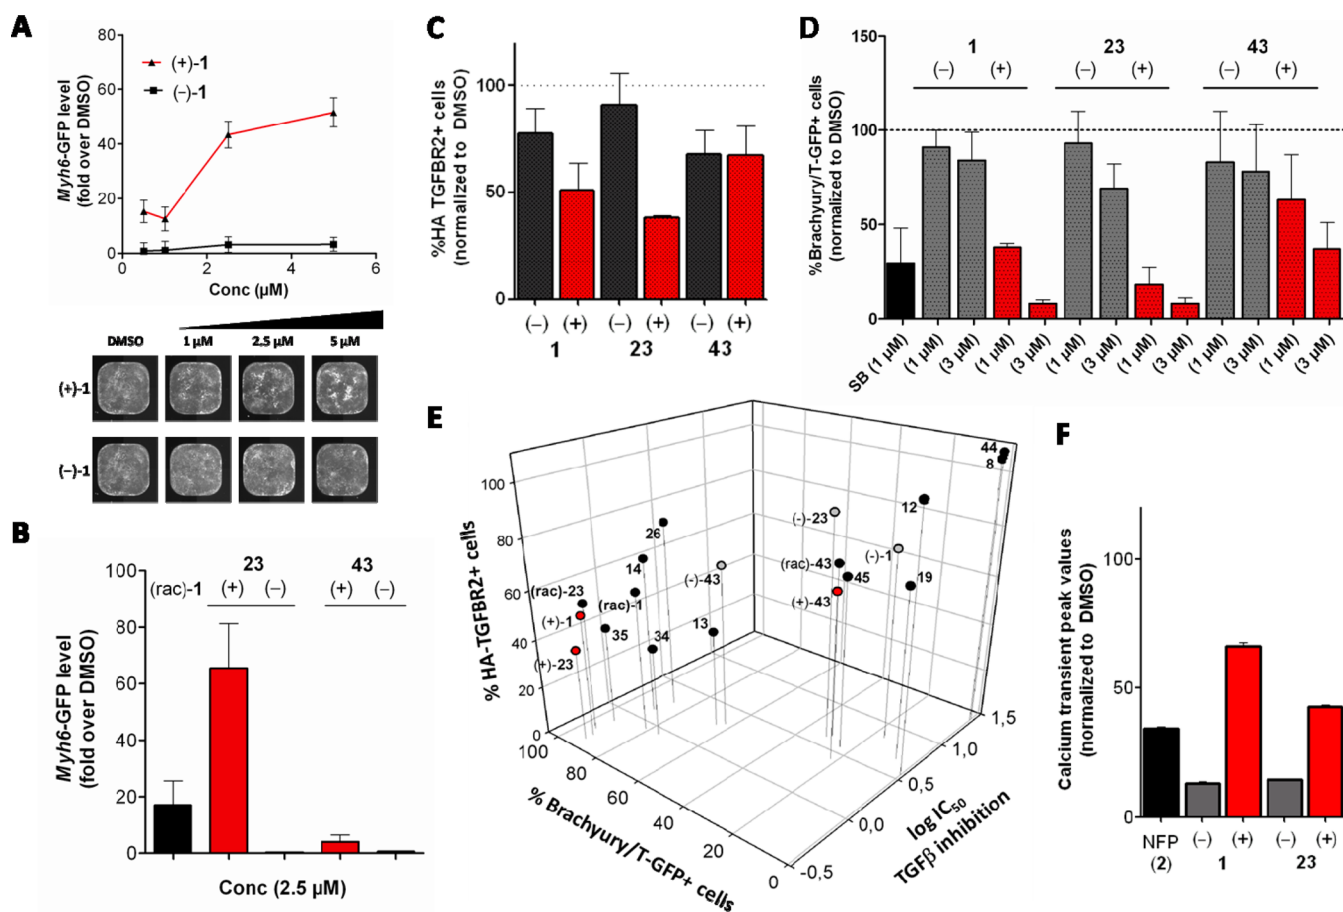 A
80
60
40
20
0
Myh6-GFP level
(fold over DMSO)
(+)-1
(−)-1
0 2 4 6
Conc (µM)
DMSO 1 µM 2.5 µM 5 µM
(+)-1
(−)-1
B
100
80
60
40
20
0
Myh6-GFP level
(fold over DMSO)
23 43
(rac)-1 (+) (−) (+) (−)
Conc (2.5 µM)
C
100
50
0
%HA TGFBR2+ cells
(normalized to DMSO)
(−) (+) (−) (+) (−) (+)
1 23 43
D
150
100
50
0
%Brachyury/T-GFP+ cells
(normalized to DMSO)
1 23 43
(−) (+) (−) (+) (−) (+)
SB (1 µM) (1 µM) (3 µM) (1 µM) (3 µM) (1 µM) (3 µM) (1 µM) (3 µM) (1 µM) (3 µM) (1 µM) (3 µM)
E
100
80
60
40
20
0
% HA-TGFBR2+ cells
44
8
12
(-)-23
26
(-)-1
14
(rac)-43
(-)-43
45
19
(rac)-23
(rac)-1
(+)-43
(+)-1
35
34
13
(+)-23
100 80 60 40 20 0
% Brachyury/T-GFP+ cells
-0,5 0,0 0,5 1,0 1,5
log IC50
TGFβ inhibition
F
100
50
0
Calcium transient peak values
(normalized to DMSO)
NFP (−) (+) (−) (+)
(2) 1 23